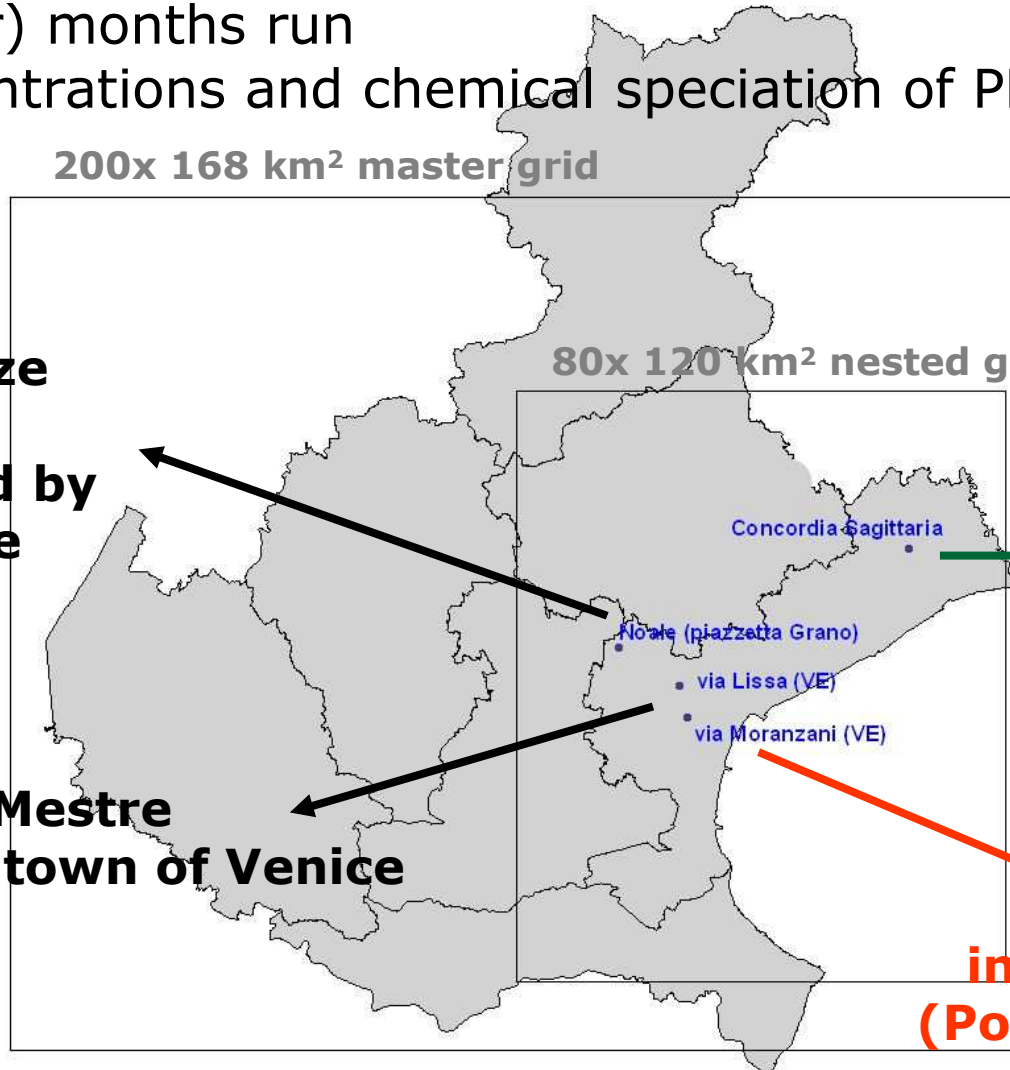 r) months run
ntrations and chemical speciation of P
200x 168 km² master grid
ze
80x 120 km² nested g
d by
e
Concordia Sagittaria
Noale (piazzetta Grano)
via Lissa (VE)
via Moranzani (VE)
Mestre
town of Venice
in
(Po